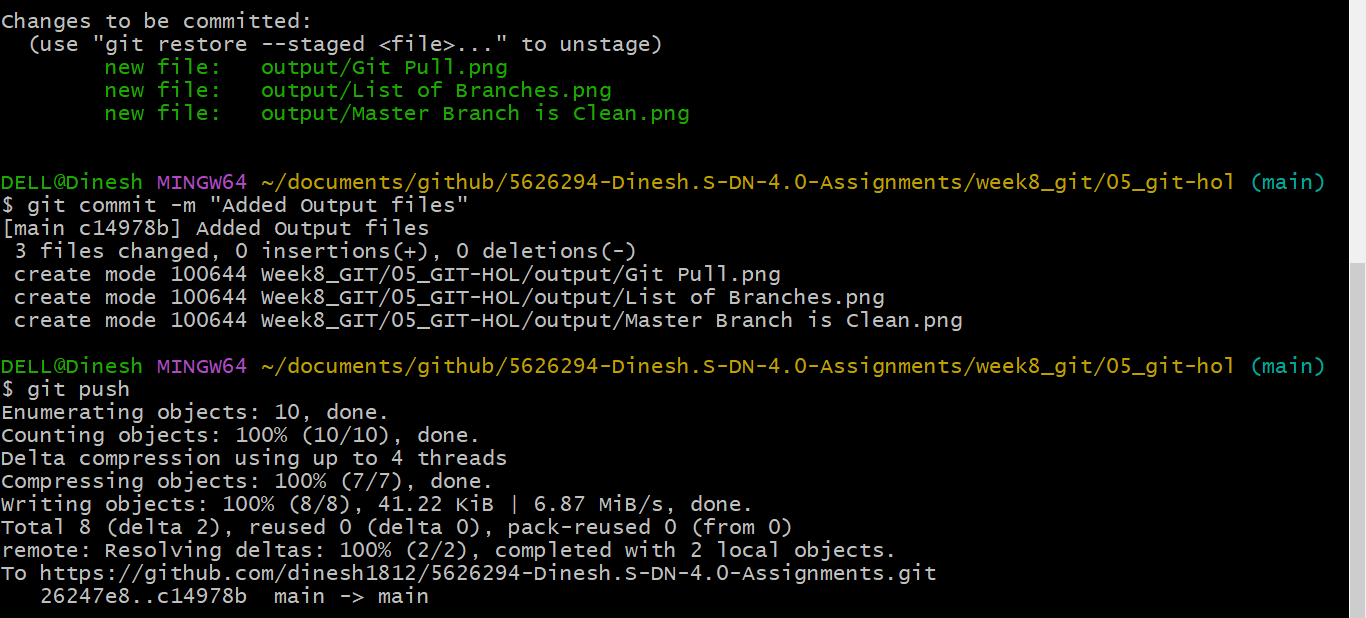 Changes to be committed:
  (use "git restore --staged <file>..." to unstage)
        new file:   output/Git Pull.png
        new file:   output/List of Branches.png
        new file:   output/Master Branch is Clean.png

DELL@Dinesh MINGW64 ~/documents/github/5626294-Dinesh.S-DN-4.0-Assignments/week8_git/05_git-hol (main)
$ git commit -m "Added Output files"
[main c14978b] Added Output files
 3 files changed, 0 insertions(+), 0 deletions(-)
 create mode 100644 Week8_GIT/05_GIT-HOL/output/Git Pull.png
 create mode 100644 Week8_GIT/05_GIT-HOL/output/List of Branches.png
 create mode 100644 Week8_GIT/05_GIT-HOL/output/Master Branch is Clean.png

DELL@Dinesh MINGW64 ~/documents/github/5626294-Dinesh.S-DN-4.0-Assignments/week8_git/05_git-hol (main)
$ git push
Enumerating objects: 10, done.
Counting objects: 100% (10/10), done.
Delta compression using up to 4 threads
Compressing objects: 100% (7/7), done.
Writing objects: 100% (8/8), 41.22 KiB | 6.87 MiB/s, done.
Total 8 (delta 2), reused 0 (delta 0), pack-reused 0 (from 0)
remote: Resolving deltas: 100% (2/2), completed with 2 local objects.
To https://github.com/dinesh1812/5626294-Dinesh.S-DN-4.0-Assignments.git
   26247e8..c14978b  main -> main